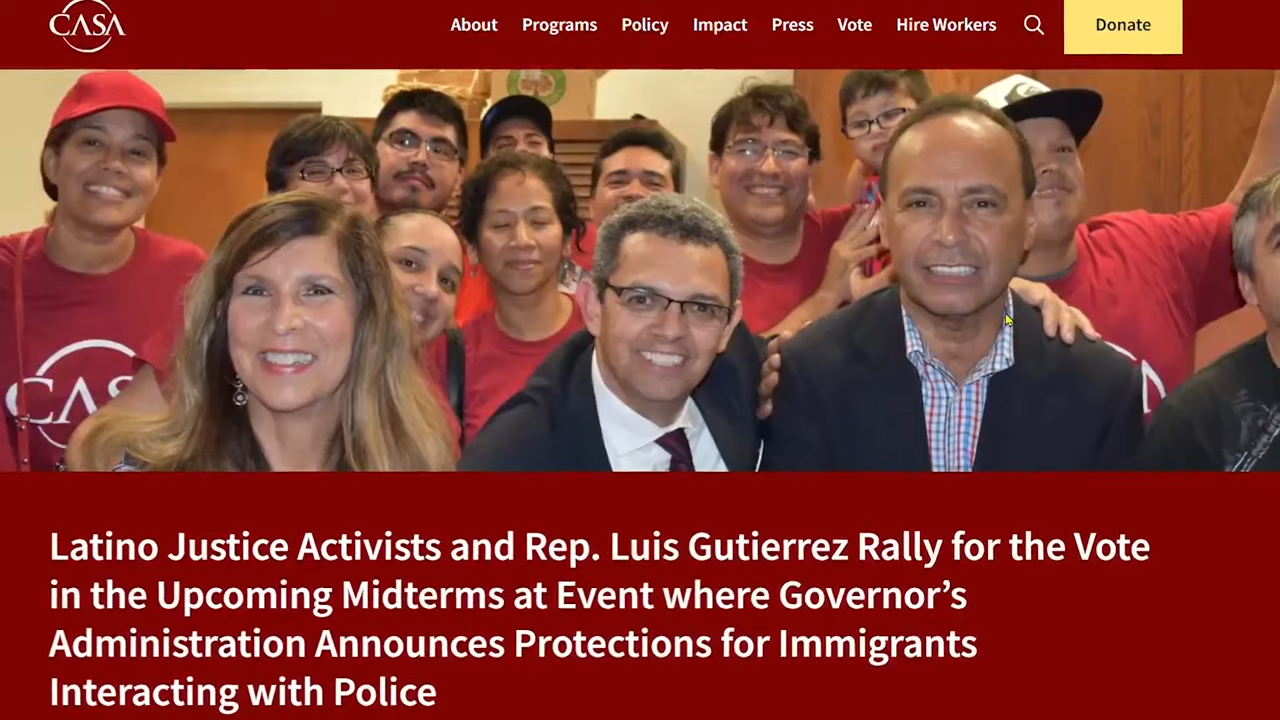 CASA
About Programs Policy Impact Press Vote Hire Workers Donate
CASA
Latino Justice Activists and Rep. Luis Gutierrez Rally for the Vote
in the Upcoming Midterms at Event where Governor’s
Administration Announces Protections for Immigrants
Interacting with Police